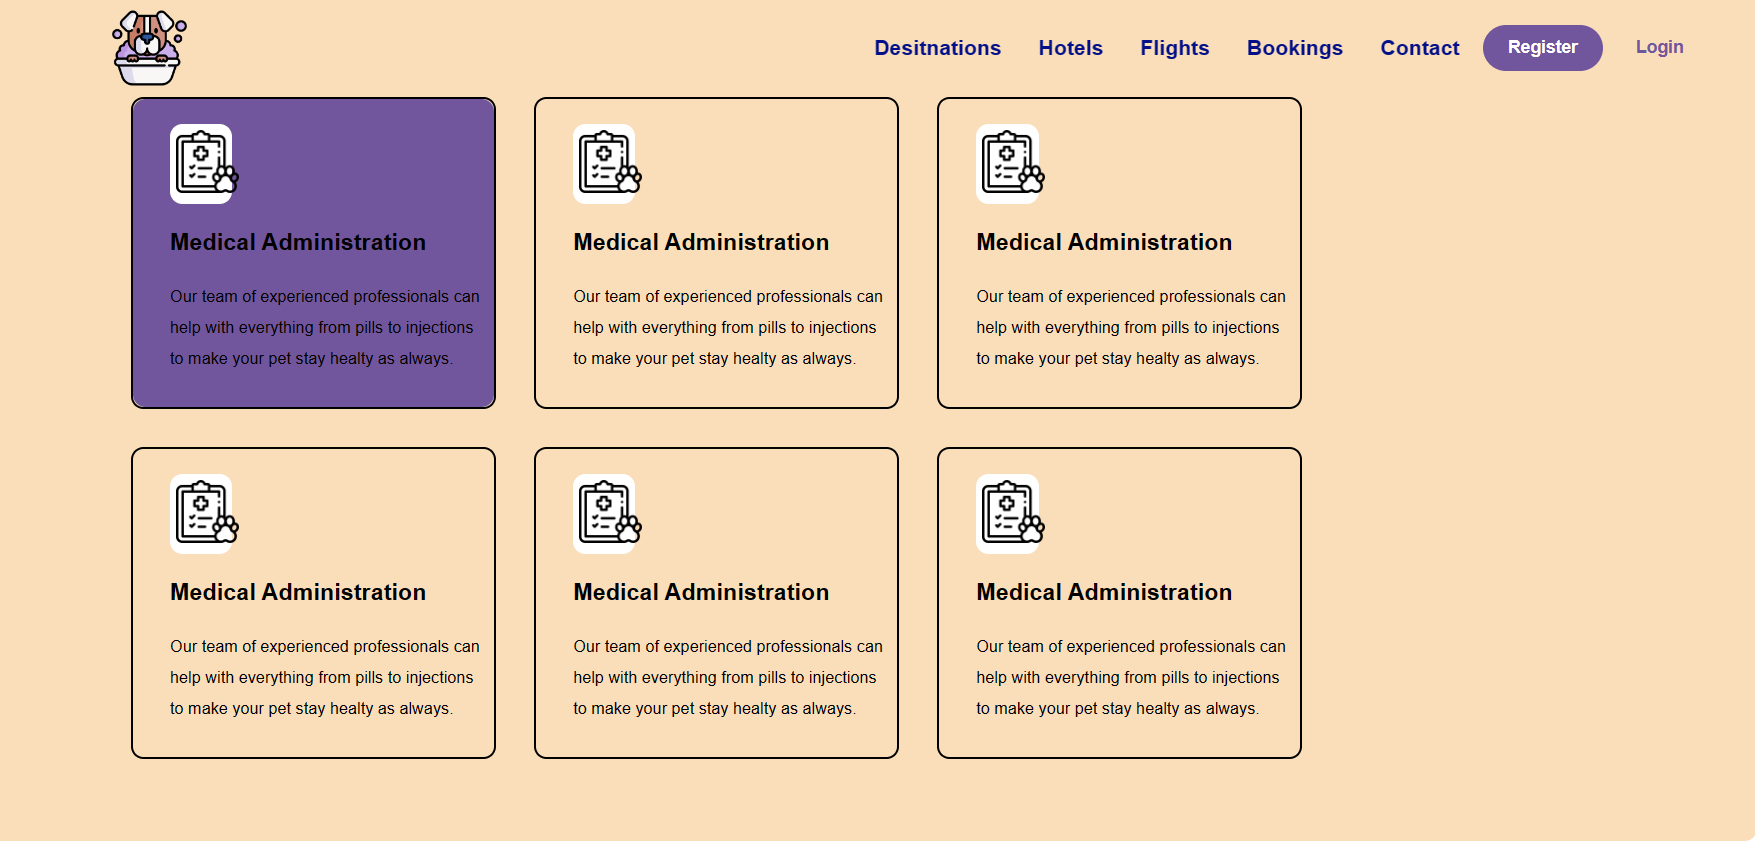 Desitnations Hotels Flights Bookings Contact Register Login
Medical Administration
Our team of experienced professionals can
help with everything from pills to injections
to make your pet stay healty as always.
Medical Administration
Our team of experienced professionals can
help with everything from pills to injections
to make your pet stay healty as always.
Medical Administration
Our team of experienced professionals can
help with everything from pills to injections
to make your pet stay healty as always.
Medical Administration
Our team of experienced professionals can
help with everything from pills to injections
to make your pet stay healty as always.
Medical Administration
Our team of experienced professionals can
help with everything from pills to injections
to make your pet stay healty as always.
Medical Administration
Our team of experienced professionals can
help with everything from pills to injections
to make your pet stay healty as always.